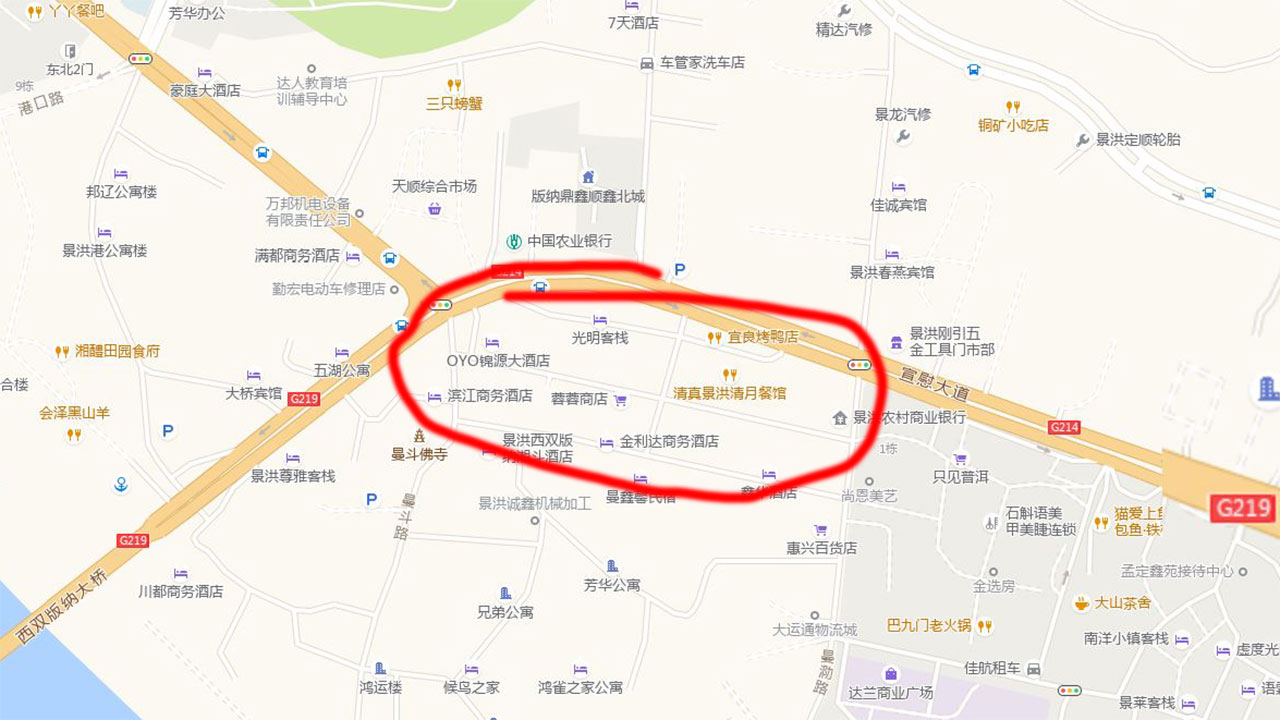 丫丫餐吧
芳华办公
7天酒店
精达汽修
东北2门
9栋
港口路
豪庭大酒店
达人教育培
训辅导中心
车管家洗车店
三只螃蟹
景龙汽修
铜矿小吃店
景洪定顺轮胎
邦辽公寓楼
天顺综合市场
版纳鼎鑫顺鑫北城
万邦机电设备
有限责任公司
佳诚宾馆
景洪港公寓楼
满都商务酒店
中国农业银行
景洪春燕宾馆
勤宏电动车修理店
P
光明客栈
宜良烤鸭店
景洪刚引五
金工具门市部
湘醴田园食府
五湖公寓
OYO锦源大酒店
合楼
大桥宾馆
G219
滨江商务酒店
蓉蓉商店
清真景洪清月餐馆
宣慰大道
会泽黑山羊
P
曼斗佛寺
景洪西双版
金利达商务酒店
景洪农村商业银行
G214
1栋
景洪尊雅客栈
只见普洱
P
景洪诚鑫机械加工
尚恩美艺
石斛语美
甲美睫连锁
猫爱上
包鱼·铁
G219
曼斗路
G219
惠兴百货店
川都商务酒店
芳华公寓
金选房
孟定鑫苑接待中心
西双版纳大桥
兄弟公寓
大山茶舍
大运通物流城
巴九门老火锅
南洋小镇客栈
虚度光
鸿运楼
候鸟之家
鸿雀之家公寓
佳航租车
达兰商业广场
景莱客栈
语